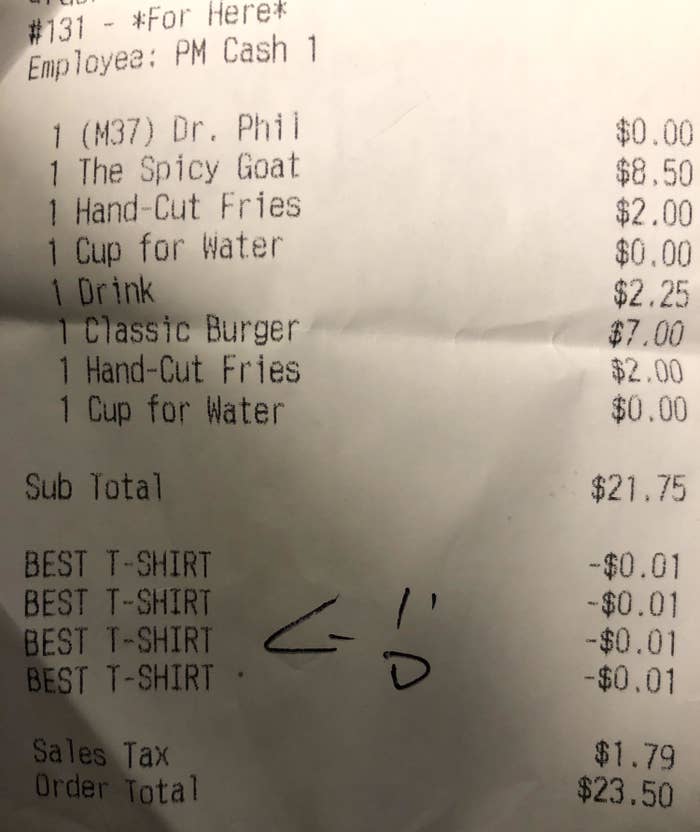 #131 - *For Here*
Employee: PM Cash 1
1 (M37) Dr. Phil $0.00
1 The Spicy Goat $8.50
1 Hand-Cut Fries $2.00
1 Cup for Water $0.00
1 Drink $2.25
1 Classic Burger $7.00
1 Hand-Cut Fries $2.00
1 Cup for Water $0.00
Sub Total $21.75
BEST T-SHIRT -$0.01
BEST T-SHIRT -$0.01
BEST T-SHIRT -$0.01
BEST T-SHIRT -$0.01
Sales Tax $1.79
Order Total $23.50